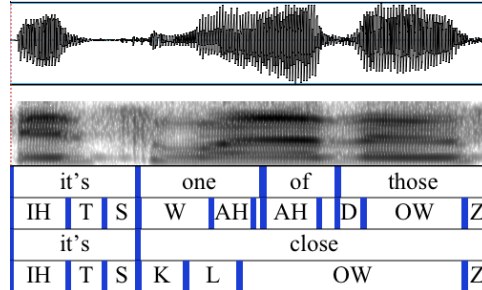 it's one of those
IH T S W AH AH D OW Z
it's close
IH T S K L OW Z